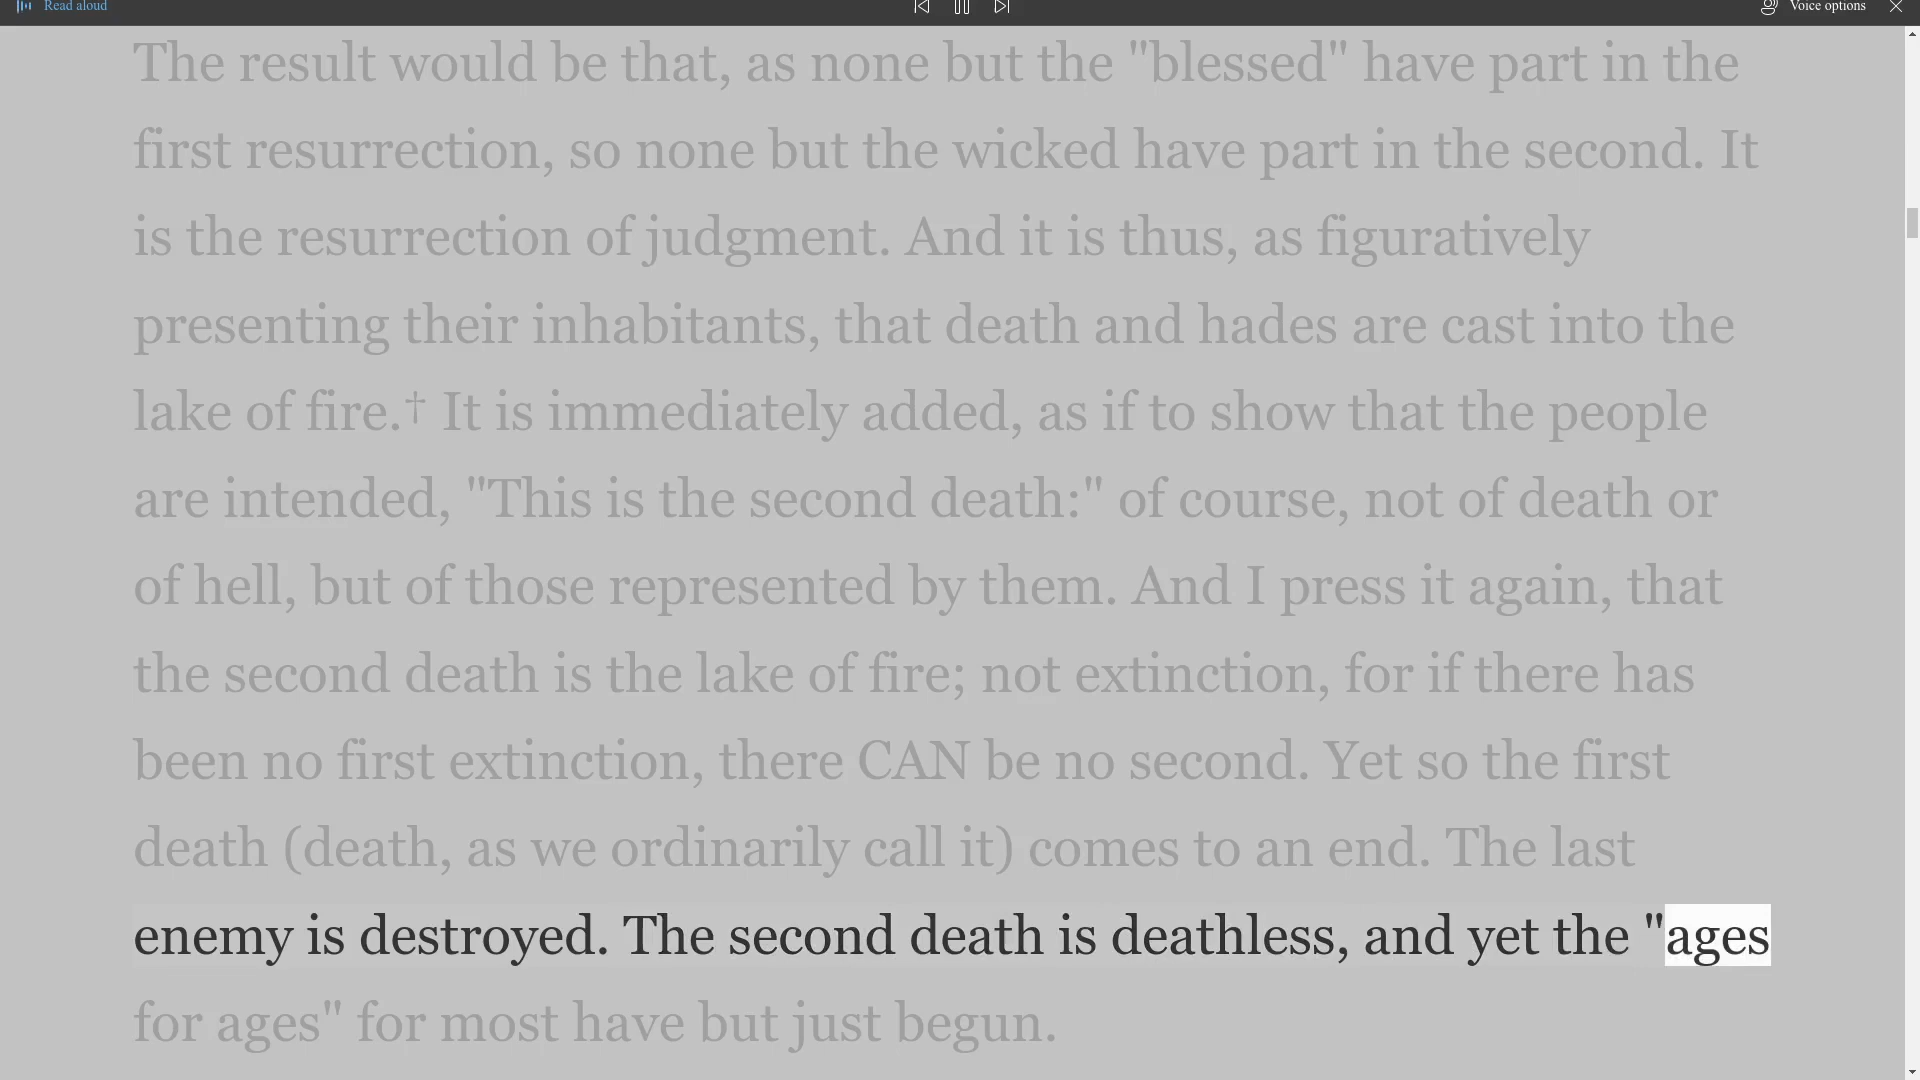 Read aloud
Voice options
The result would be that, as none but the "blessed" have part in the
first resurrection, so none but the wicked have part in the second. It
is the resurrection of judgment. And it is thus, as figuratively
presenting their inhabitants, that death and hades are cast into the
lake of fire.† It is immediately added, as if to show that the people
are intended, "This is the second death:" of course, not of death or
of hell, but of those represented by them. And I press it again, that
the second death is the lake of fire; not extinction, for if there has
been no first extinction, there CAN be no second. Yet so the first
death (death, as we ordinarily call it) comes to an end. The last
enemy is destroyed. The second death is deathless, and yet the "ages
for ages" for most have but just begun.